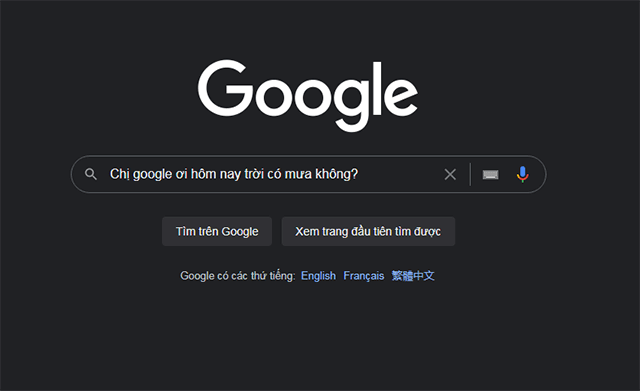 Google
Chị google ơi hôm nay trời có mưa không?
Tìm trên Google Xem trang đầu tiên tìm được
Google có các thứ tiếng: English Français 繁體中文